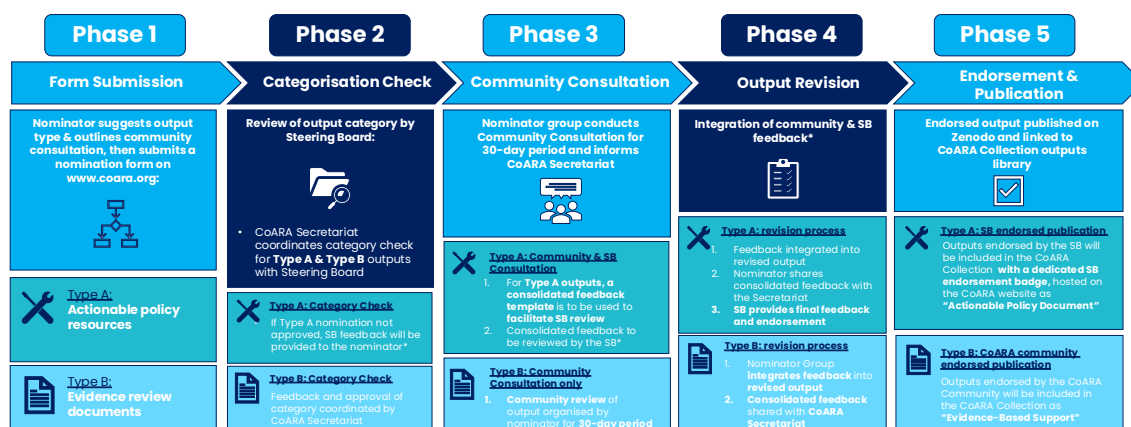 Phase 1
Form Submission
Nominator suggests output
type & outlines community
consultation, then submits a
nomination form on
www.coara.org:
Type A:
Actionable policy
resources
Type B:
Evidence review
documents
Phase 2
Categorisation Check
Review of output category by
Steering Board:
• CoARA Secretariat
coordinates category check
for Type A & Type B outputs
with Steering Board
Type A: Category Check
If Type A nomination not
approved, SB feedback will be
provided to the nominator*
Type B: Category Check
Feedback and approval of
category coordinated by
CoARA Secretariat
Phase 3
Community Consultation
Nominator group conducts
Community Consultation for
30-day period and informs
CoARA Secretariat
Type A: Community & SB
Consultation
1. For Type A outputs, a
consolidated feedback
template is to be used to
facilitate SB review
2. Consolidated feedback to
be reviewed by the SB*
Type B: Community
Consultation only
1. Community review of
output organised by
nominator for 30-day period
Phase 4
Output Revision
Integration of community & SB
feedback*
Type A: revision process
1. Feedback integrated into
revised output
2. Nominator shares
consolidated feedback with
the Secretariat
3. SB provides final feedback
and endorsement
Type B: revision process
1. Nominator Group
integrates feedback into
revised output
2. Consolidated feedback
shared with CoARA
Secretariat
Phase 5
Endorsement &
Publication
Endorsed output published on
Zenodo and linked to
CoARA Collection outputs
library
Type A: SB endorsed publication
Outputs endorsed by the SB will
be included in the CoARA
Collection with a dedicated SB
endorsement badge, hosted on
the CoARA website as
“Actionable Policy Document”
Type B: CoARA community
endorsed publication
Outputs endorsed by the CoARA
Community will be included in
the CoARA Collection as
“Evidence-Based Support”